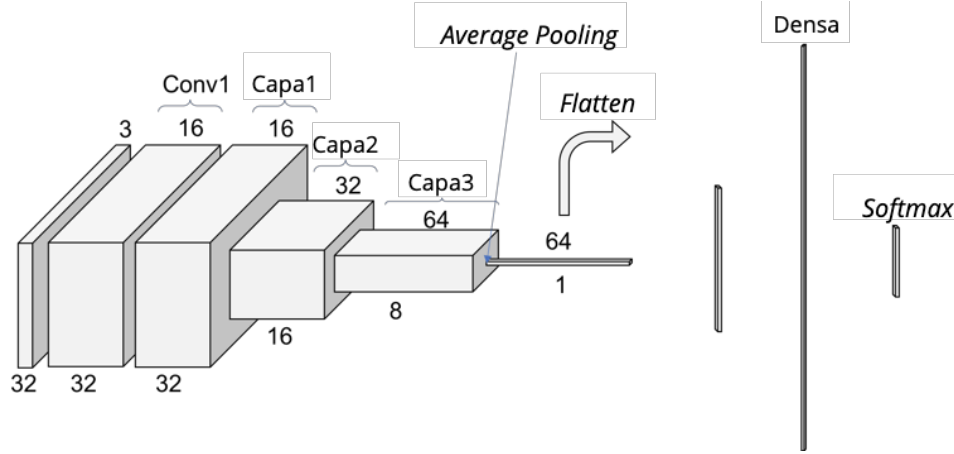 Densa
Average Pooling
Conv1
Capa1
Flatten
3
16
16
Capa2
32
Capa3
64
Softmax
64
1
8
16
32
32
32